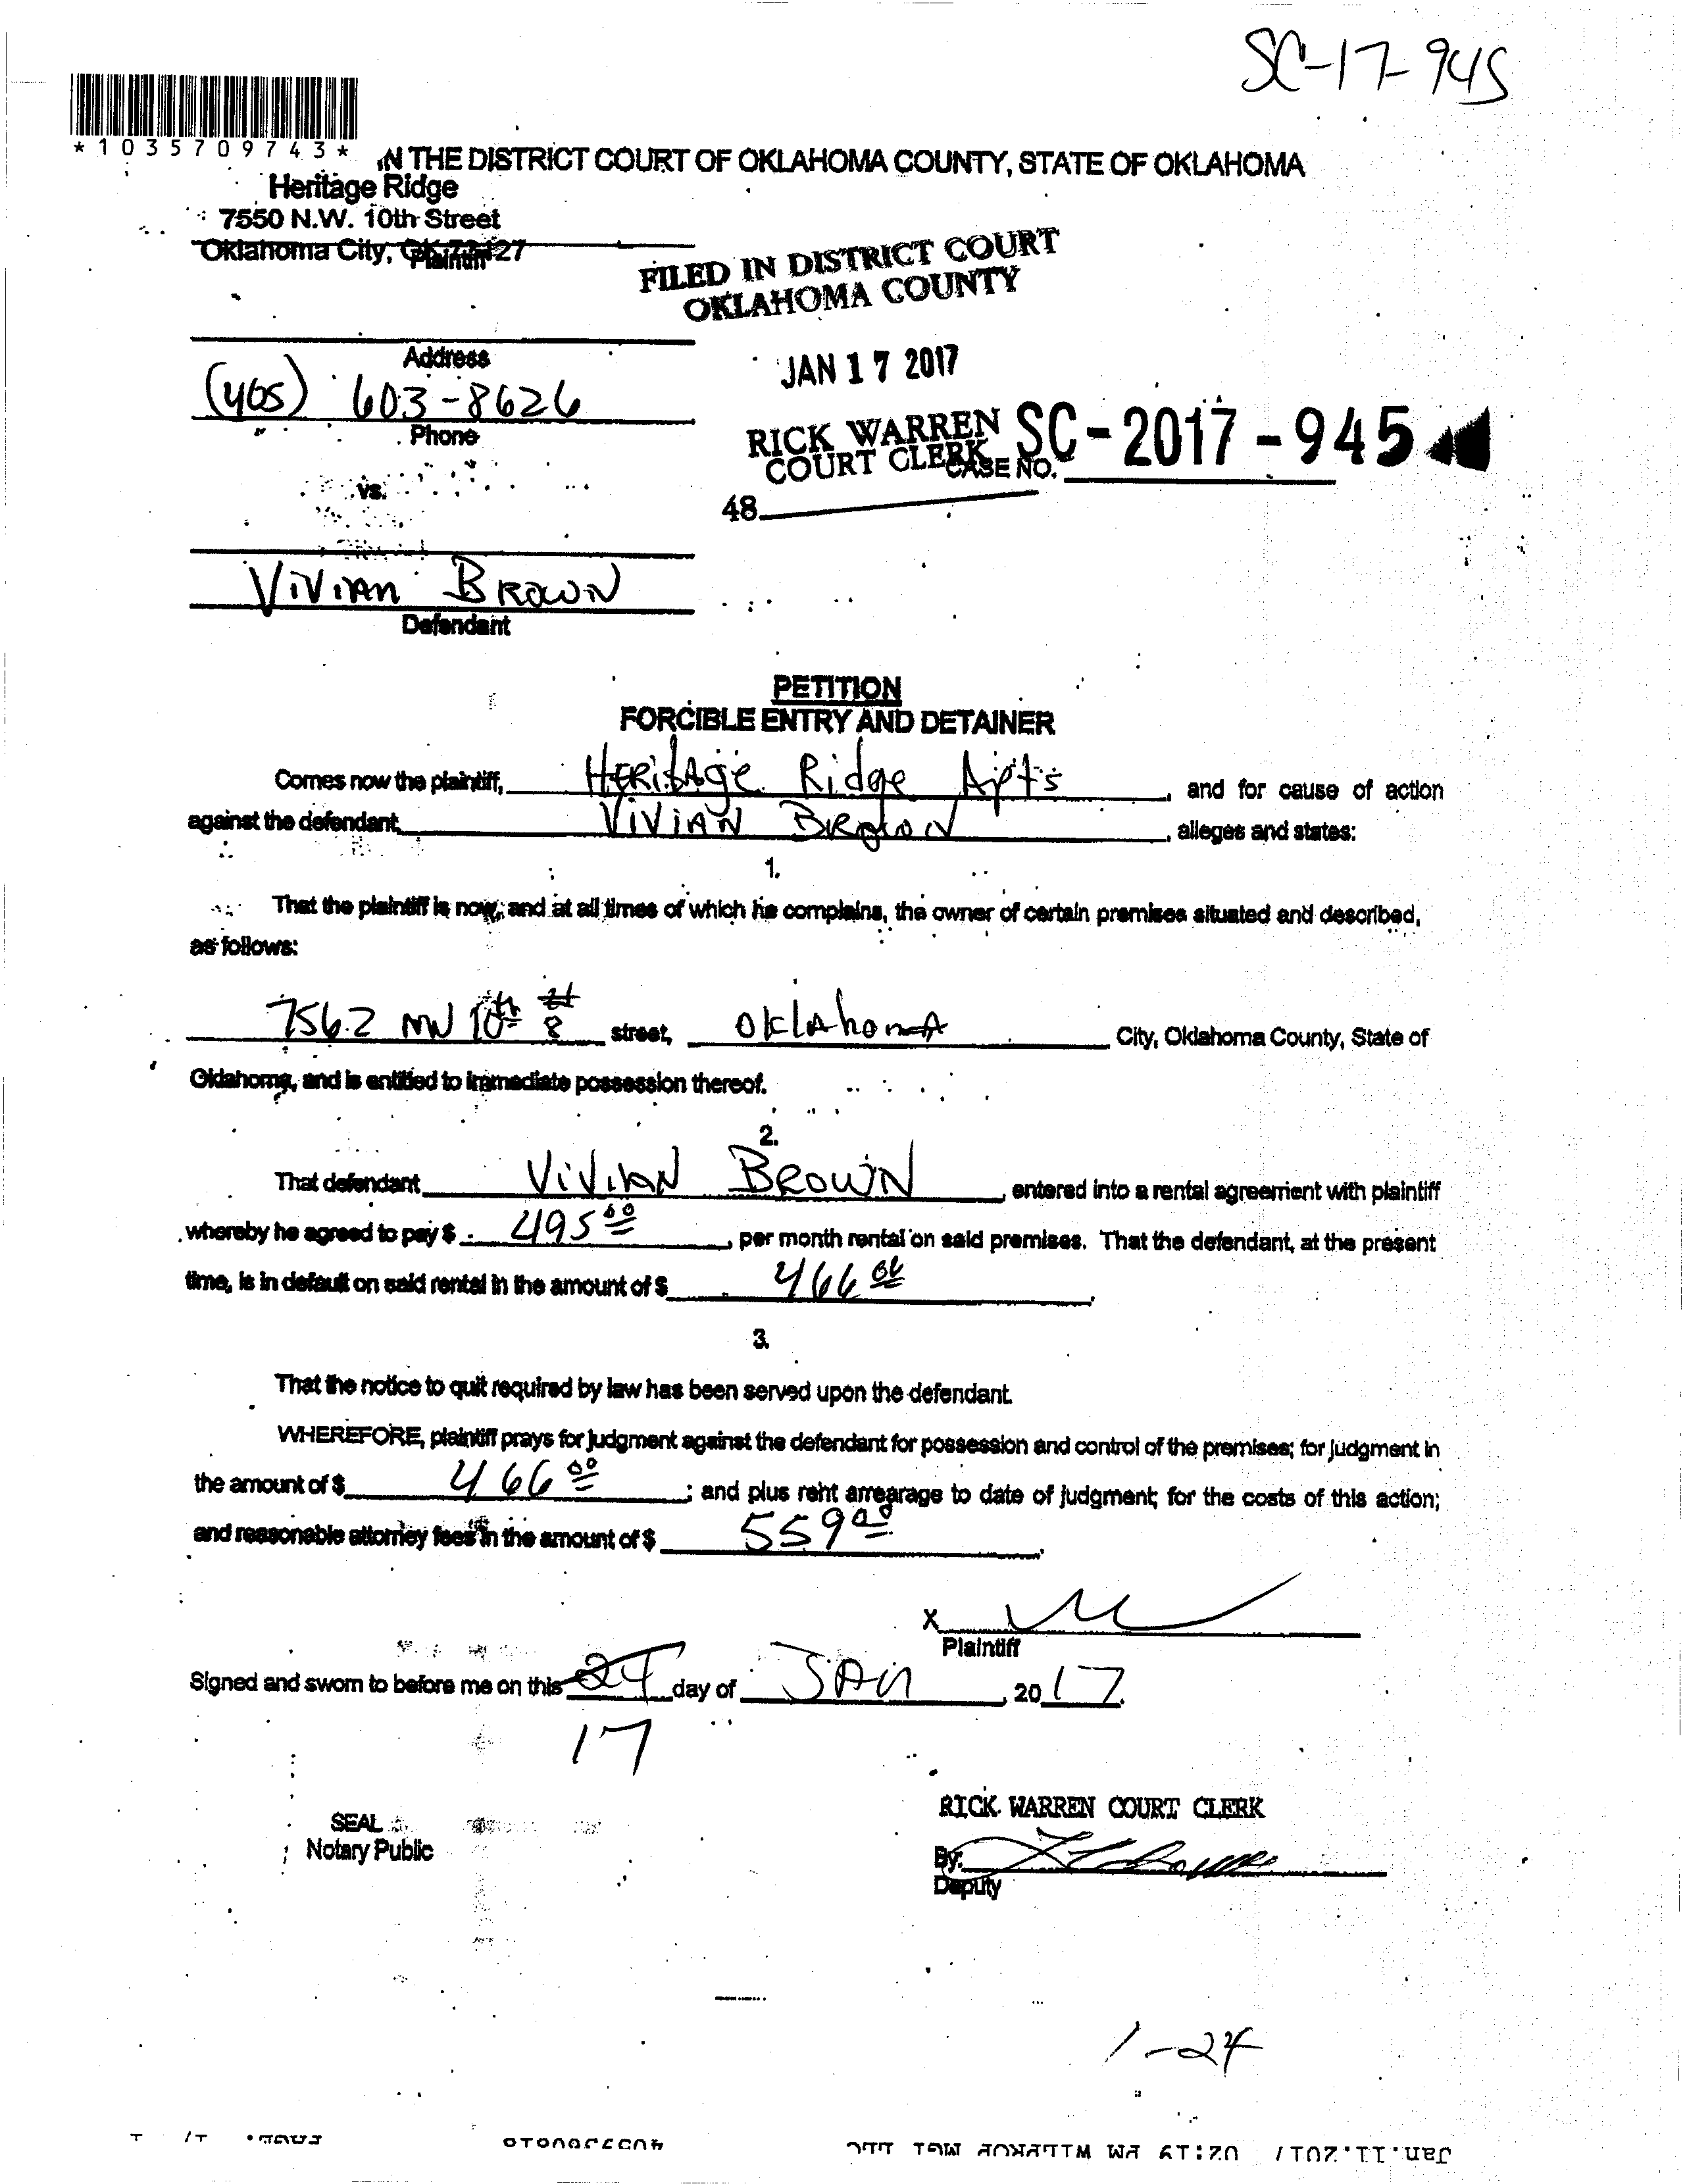 SC-17-945
*1035709743*
IN THE DISTRICT COURT OF OKLAHOMA COUNTY, STATE OF OKLAHOMA
Heritage Ridge
7550 N.W. 10th Street
Oklahoma City, OK 73127
Plaintiff
FILED IN DISTRICT COURT
OKLAHOMA COUNTY
Address
JAN 17 2017
(405) 603-8626
Phone
RICK WARREN
COURT CLERK
CASE NO. SC-2017-945
vs.
48
ViViAn BROWN
Defendant
PETITION
FORCIBLE ENTRY AND DETAINER
Comes now the plaintiff, HERitAge Ridge Apts, and for cause of action
against the defendant, ViViAN BROWN, alleges and states:
1.
That the plaintiff is now, and at all times of which he complains, the owner of certain premises situated and described,
as follows:
7562 NW 10th # 8 street, OklAhomA City, Oklahoma County, State of
Oklahoma, and is entitled to immediate possession thereof.
2.
That defendant ViViAN BROWN, entered into a rental agreement with plaintiff
whereby he agreed to pay $ 495 00, per month rental on said premises. That the defendant, at the present
time, is in default on said rental in the amount of $ 466 00.
3.
That the notice to quit required by law has been served upon the defendant.
WHEREFORE, plaintiff prays for judgment against the defendant for possession and control of the premises; for judgment in
the amount of $ 466 00; and plus reht arrearage to date of judgment; for the costs of this action;
and reasonable attorney fees in the amount of $ 559 00.
X
Plaintiff
Signed and sworn to before me on this 24 day of JAN, 2017.
17
RICK WARREN COURT CLERK
SEAL
Notary Public
By:
Deputy
1-24
Jan.11.2017 02:19 PM WILLAKOE MGT LLC